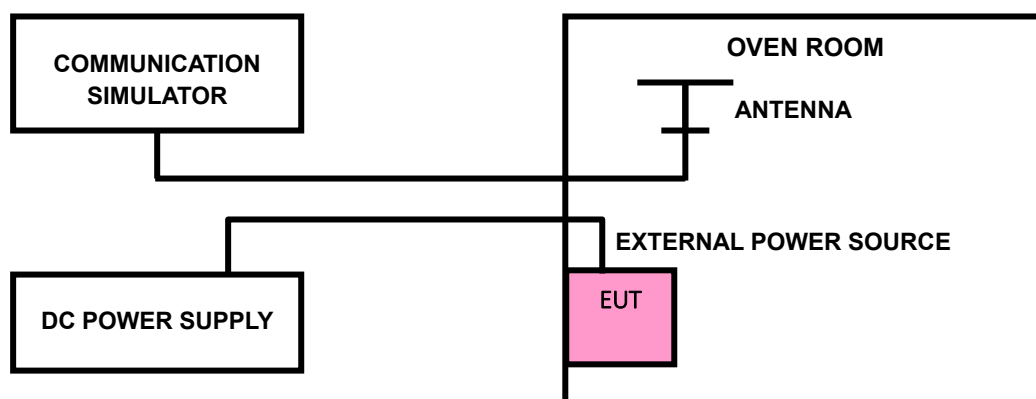 COMMUNICATION
SIMULATOR
OVEN ROOM
ANTENNA
EXTERNAL POWER SOURCE
DC POWER SUPPLY
EUT